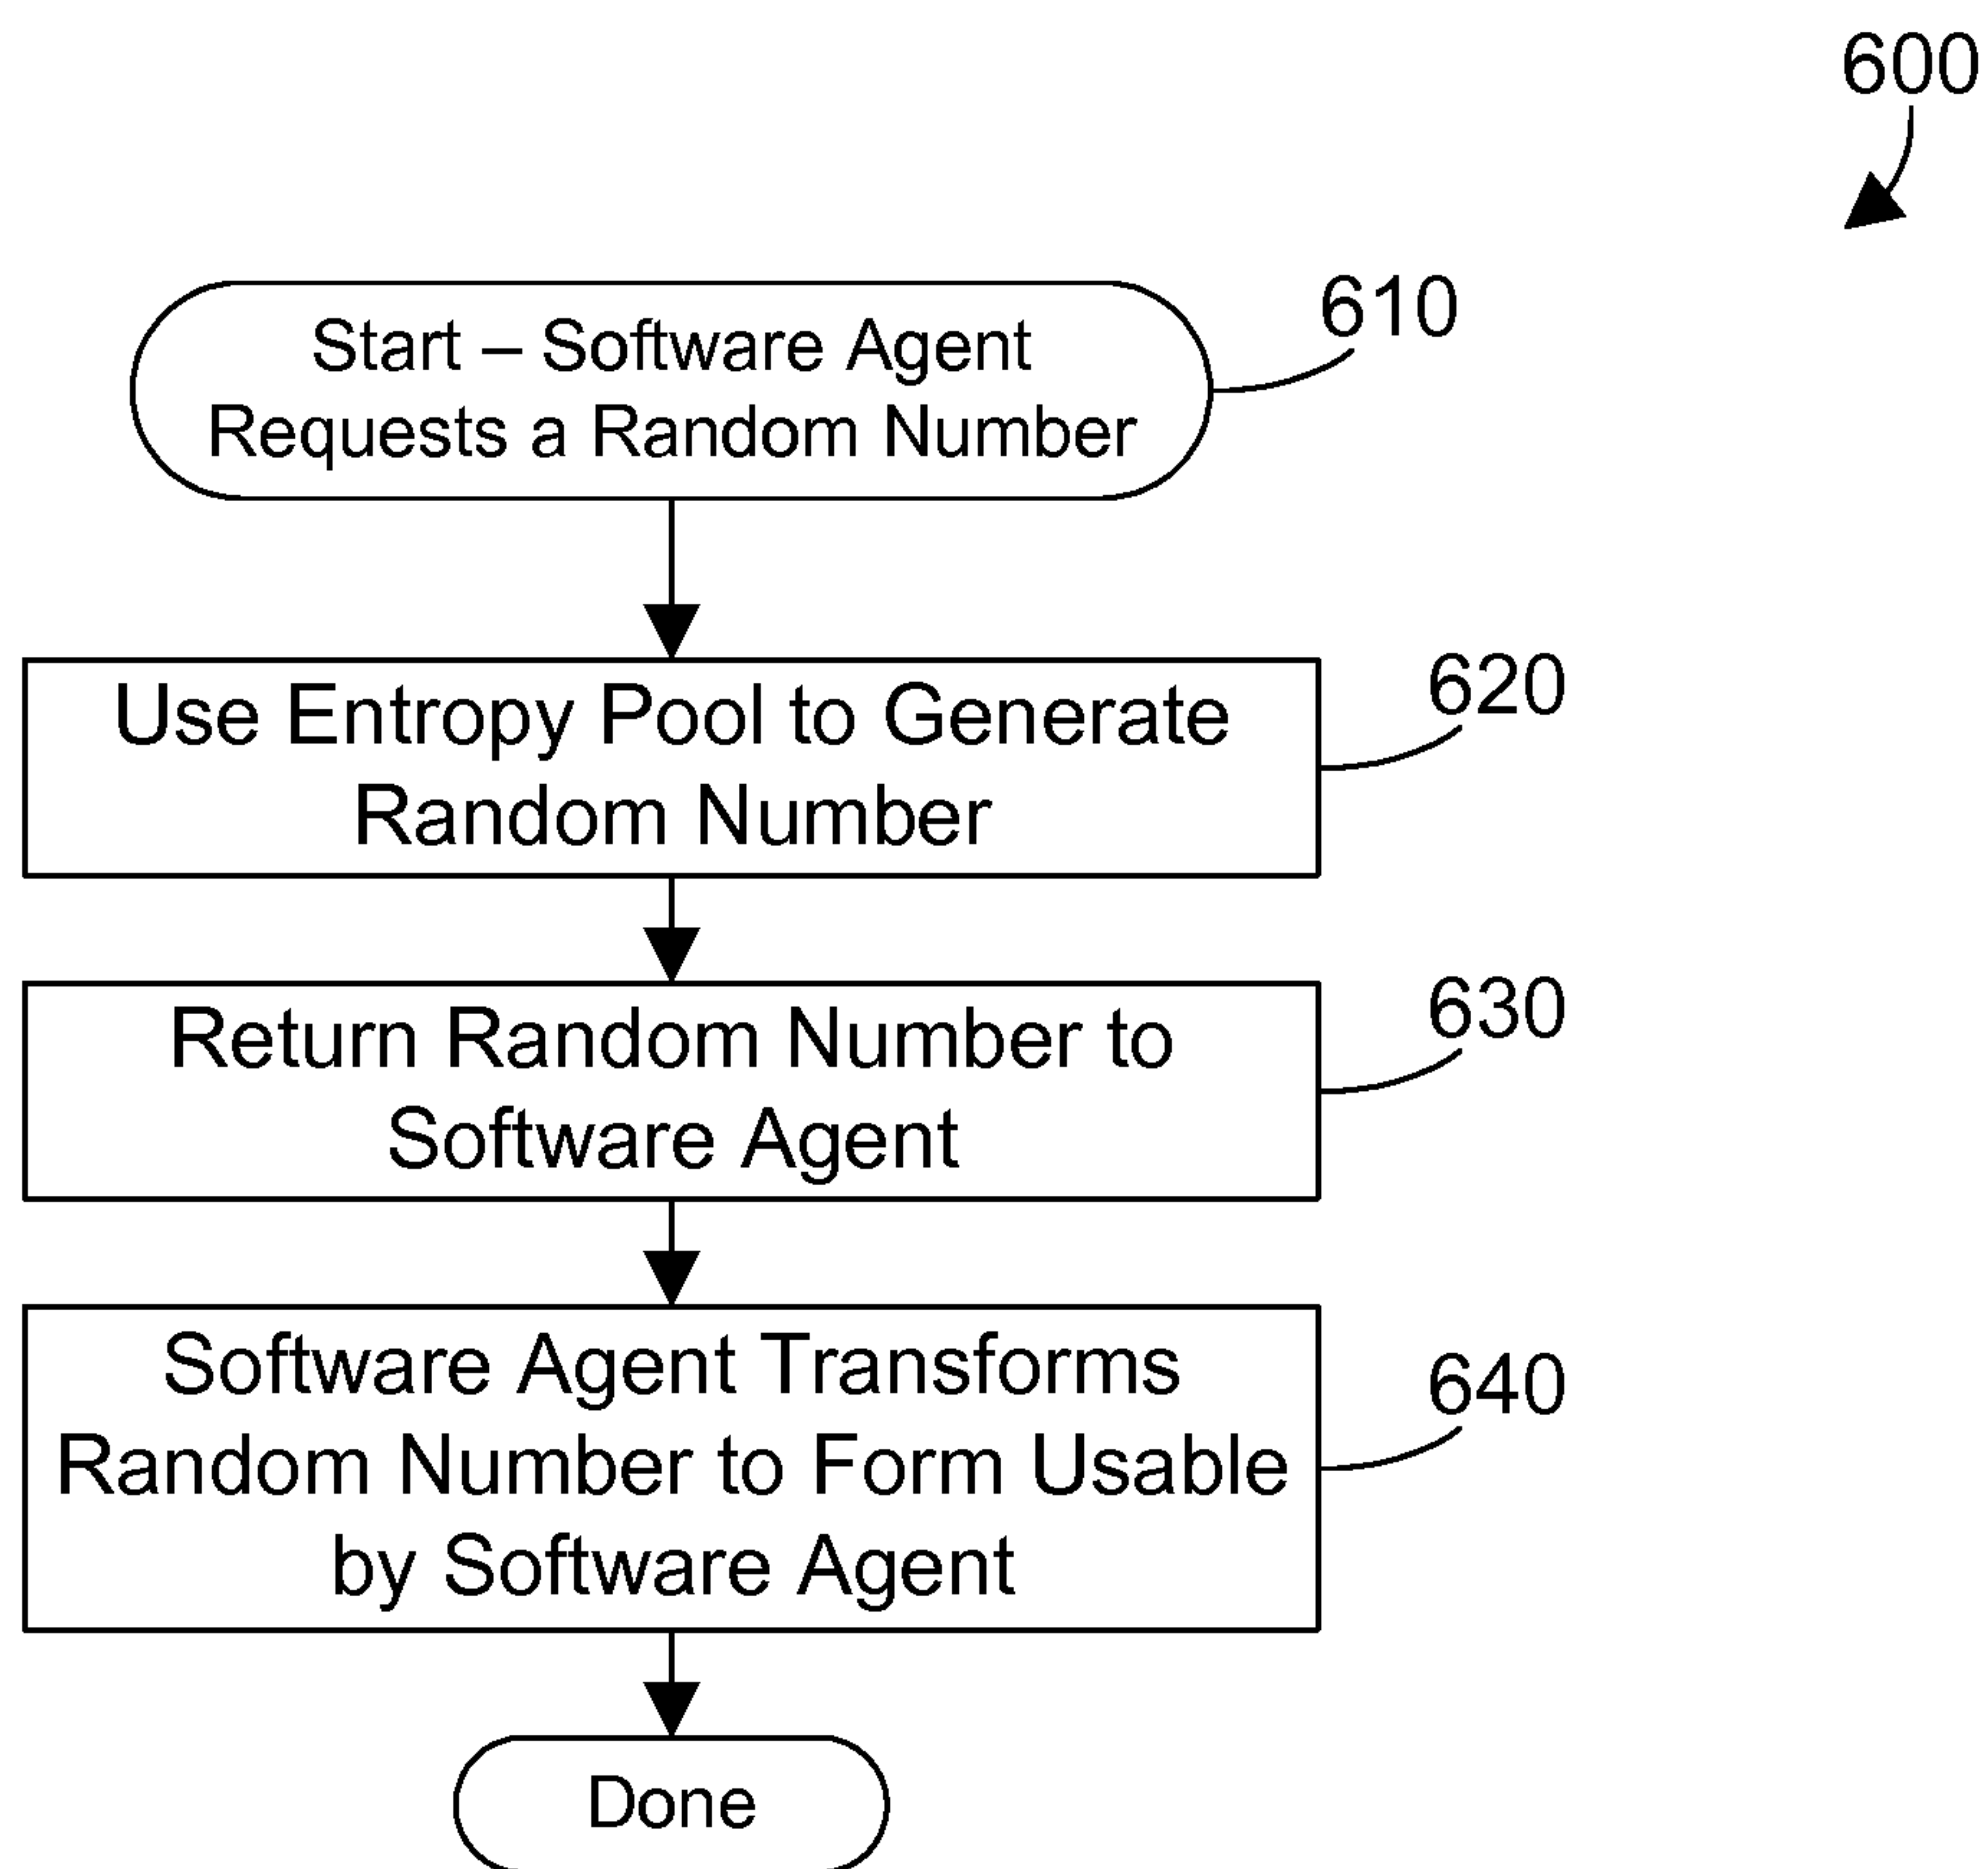 600
Start – Software Agent
Requests a Random Number
610
Use Entropy Pool to Generate
Random Number
620
Return Random Number to
Software Agent
630
Software Agent Transforms
Random Number to Form Usable
by Software Agent
640
Done